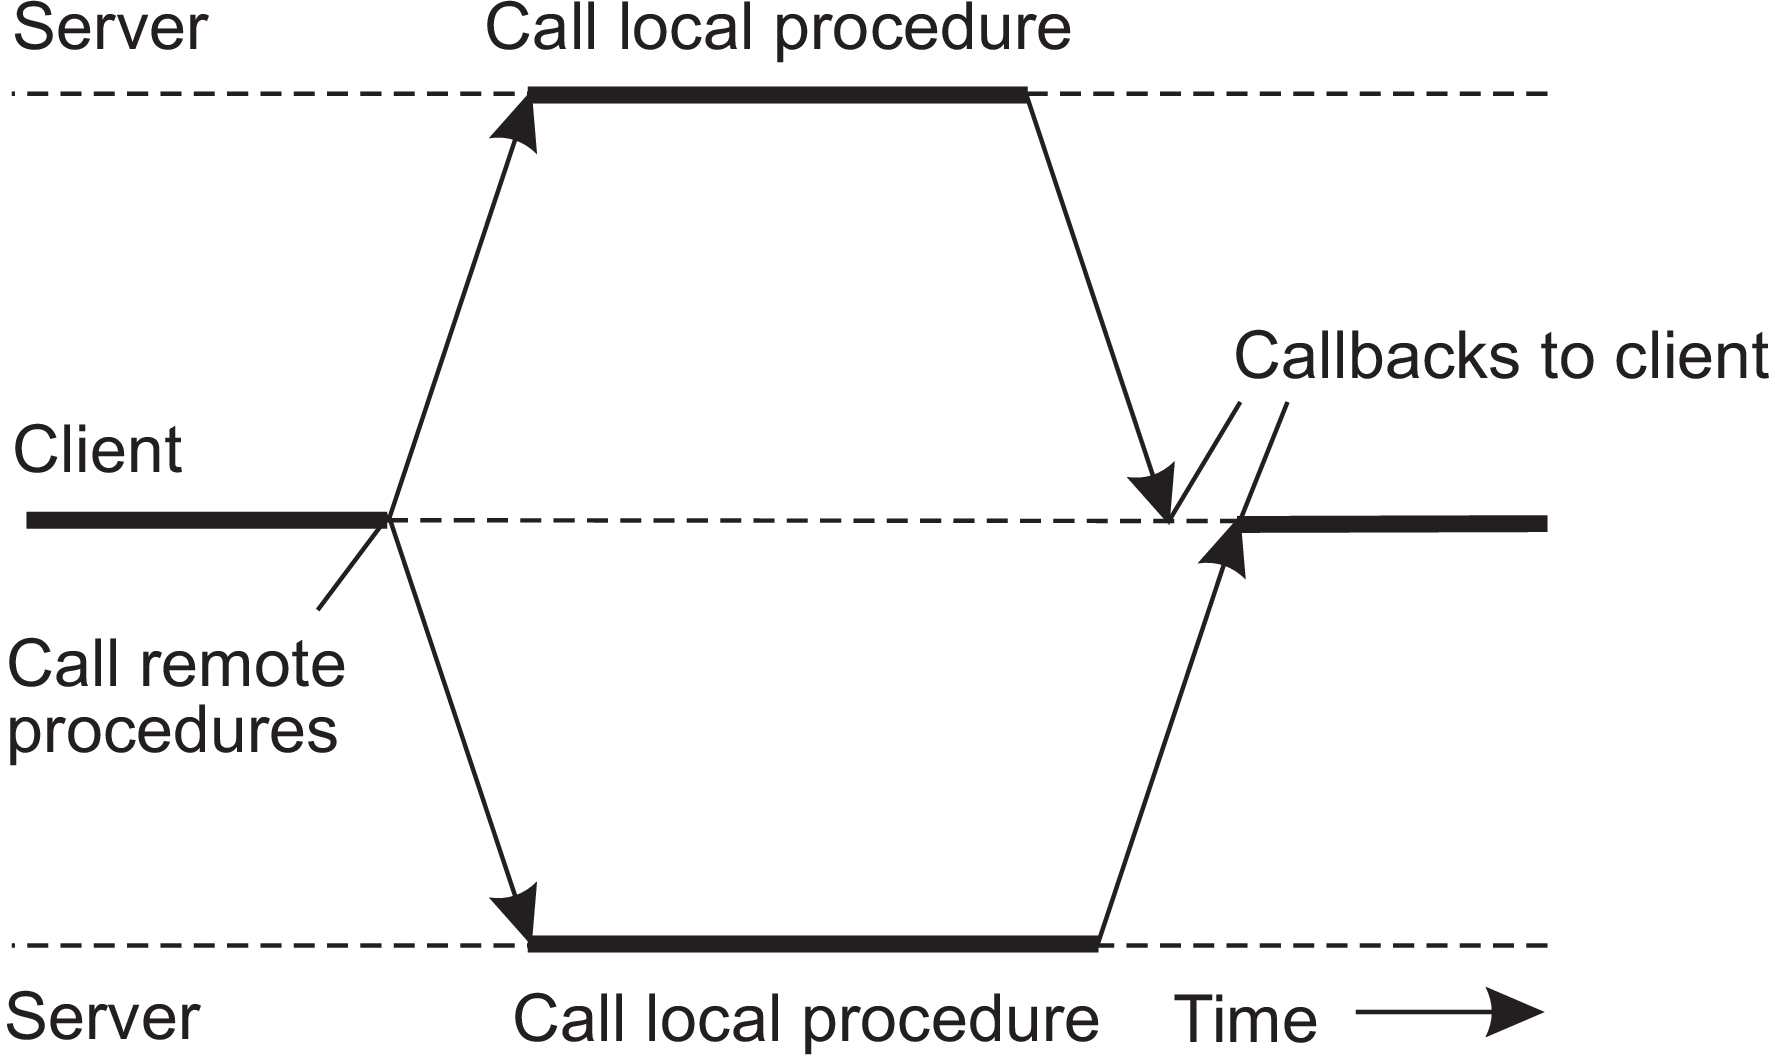 Server
Call local procedure
Callbacks to client
Client
Call remote
procedures
Server
Call local procedure
Time